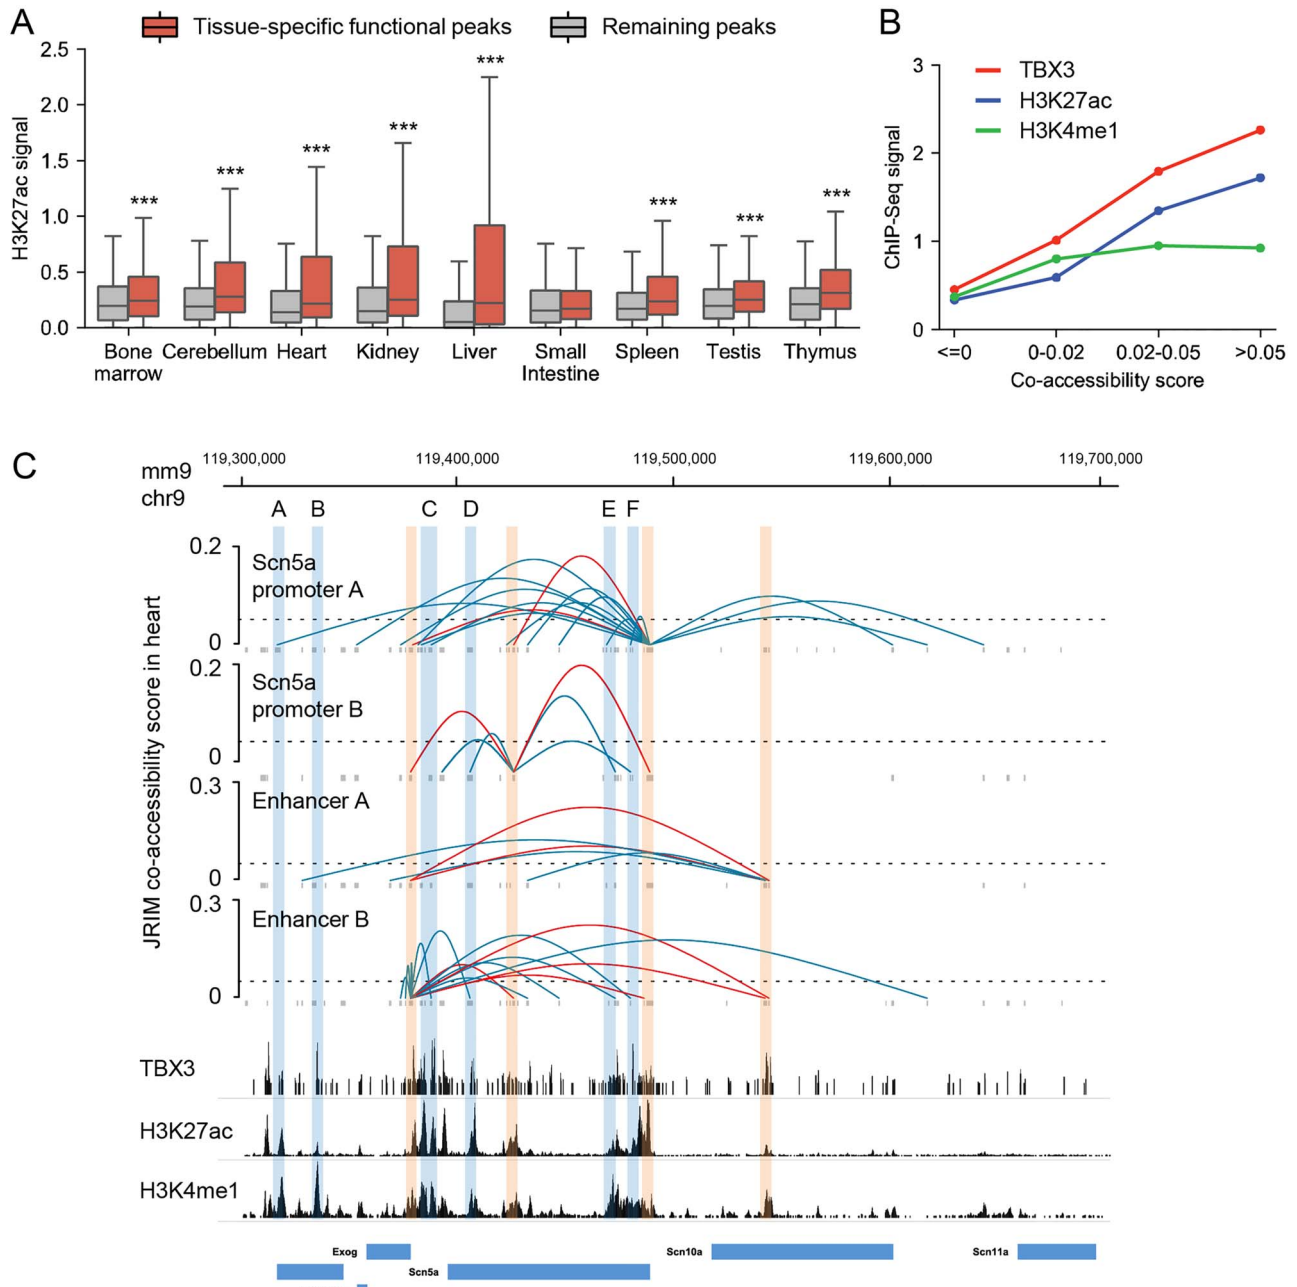 A
Tissue-specific functional peaks
Remaining peaks
H3K27ac signal
2.5
2.0
1.5
1.0
0.5
0.0
***
***
***
***
***
***
***
***
Bone marrow
Cerebellum
Heart
Kidney
Liver
Small Intestine
Spleen
Testis
Thymus
B
TBX3
H3K27ac
H3K4me1
ChIP-Seq signal
3
2
1
0
<=0
0-0.02
0.02-0.05
>0.05
Co-accessibility score
C
mm9
chr9
119,300,000
119,400,000
119,500,000
119,600,000
119,700,000
A
B
C
D
E
F
JRIM co-accessibility score in heart
0.2
0
Scn5a
promoter A
0.2
0
Scn5a
promoter B
0.3
0
Enhancer A
0.3
0
Enhancer B
TBX3
H3K27ac
H3K4me1
Exog
Scn10a
Scn11a
Scn5a